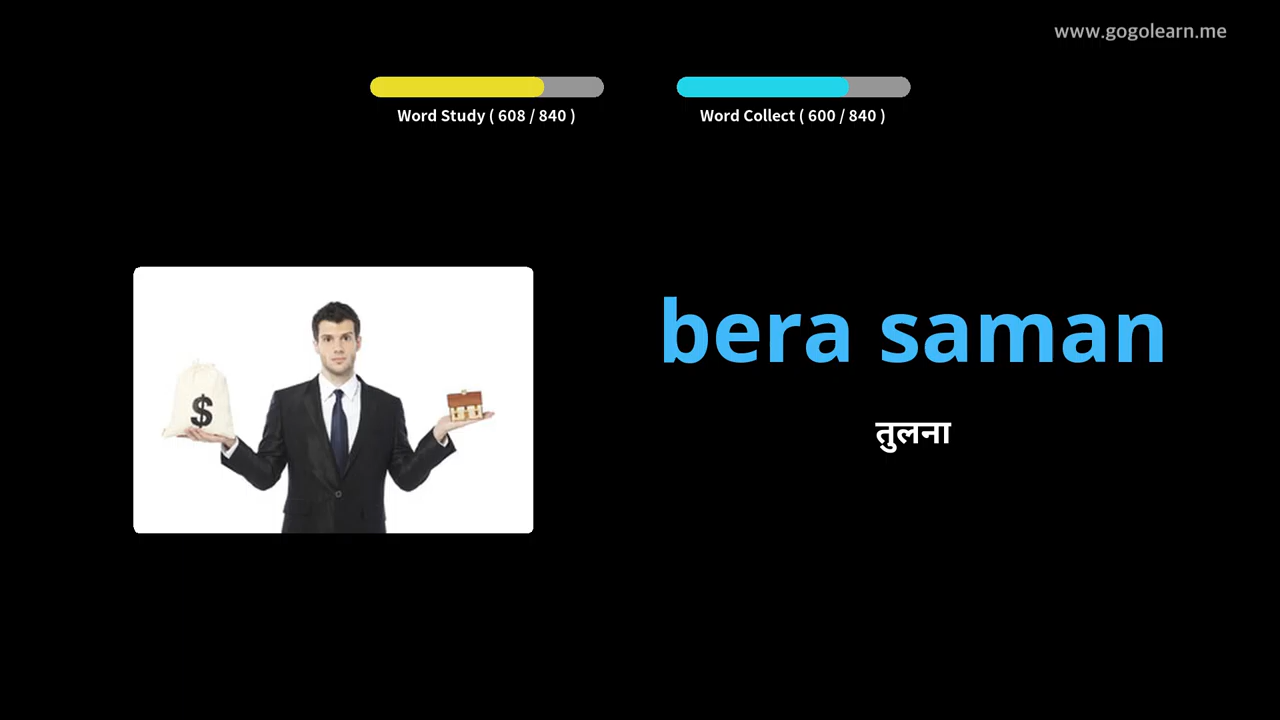 www.gogolearn.me
Word Study ( 608 / 840 )
Word Collect ( 600 / 840 )
bera saman
तुलना
$